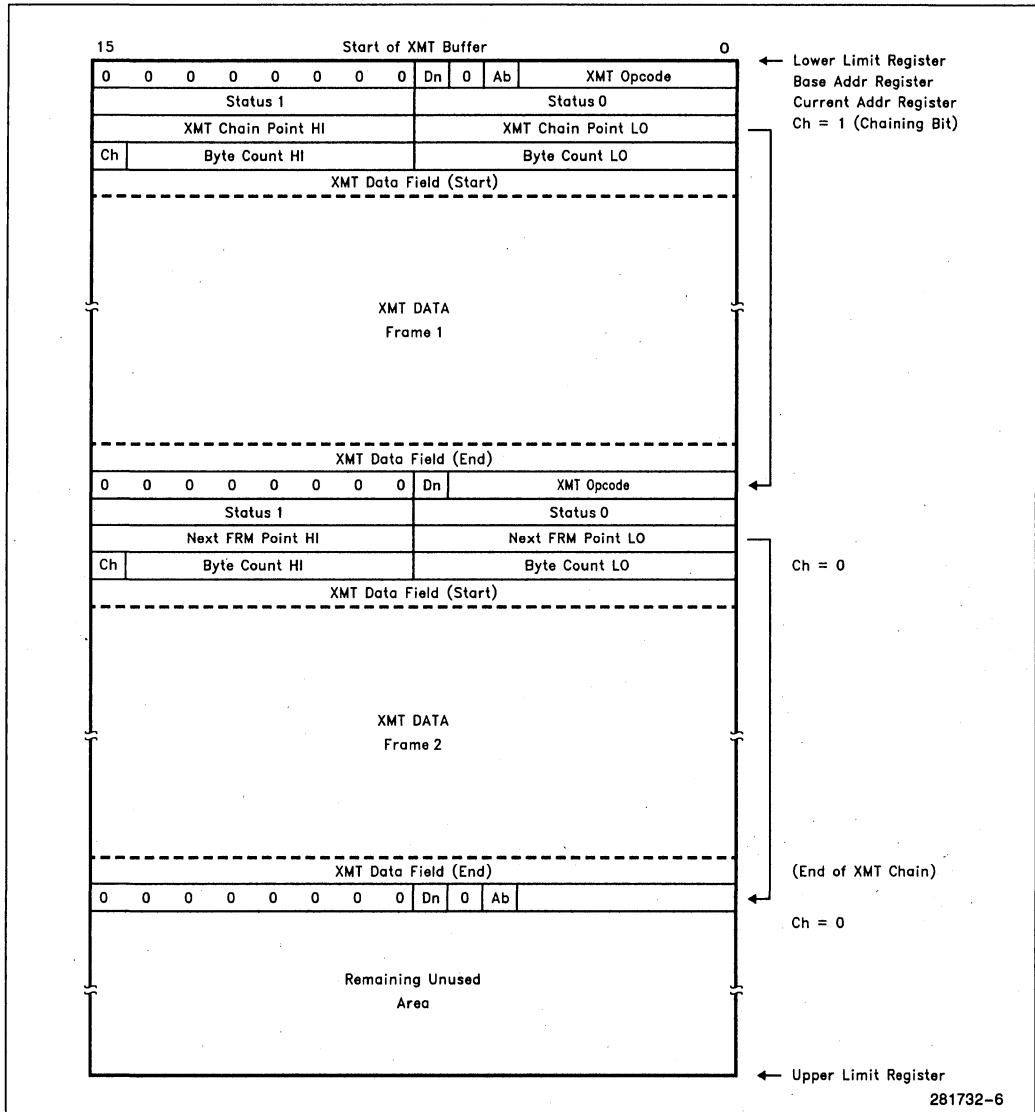 15 Start of XMT Buffer 0
← Lower Limit Register
0 0 0 0 0 0 0 0 Dn 0 Ab XMT Opcode
Base Addr Register
Status 1 Status 0
Current Addr Register
XMT Chain Point HI XMT Chain Point LO
Ch = 1 (Chaining Bit)
Ch Byte Count HI Byte Count LO
XMT Data Field (Start)
XMT DATA
Frame 1
XMT Data Field (End)
0 0 0 0 0 0 0 0 Dn XMT Opcode
Status 1 Status 0
Next FRM Point HI Next FRM Point LO
Ch Byte Count HI Byte Count LO Ch = 0
XMT Data Field (Start)
XMT DATA
Frame 2
XMT Data Field (End) (End of XMT Chain)
0 0 0 0 0 0 0 0 Dn 0 Ab
Ch = 0
Remaining Unused
Area
← Upper Limit Register
281732-6